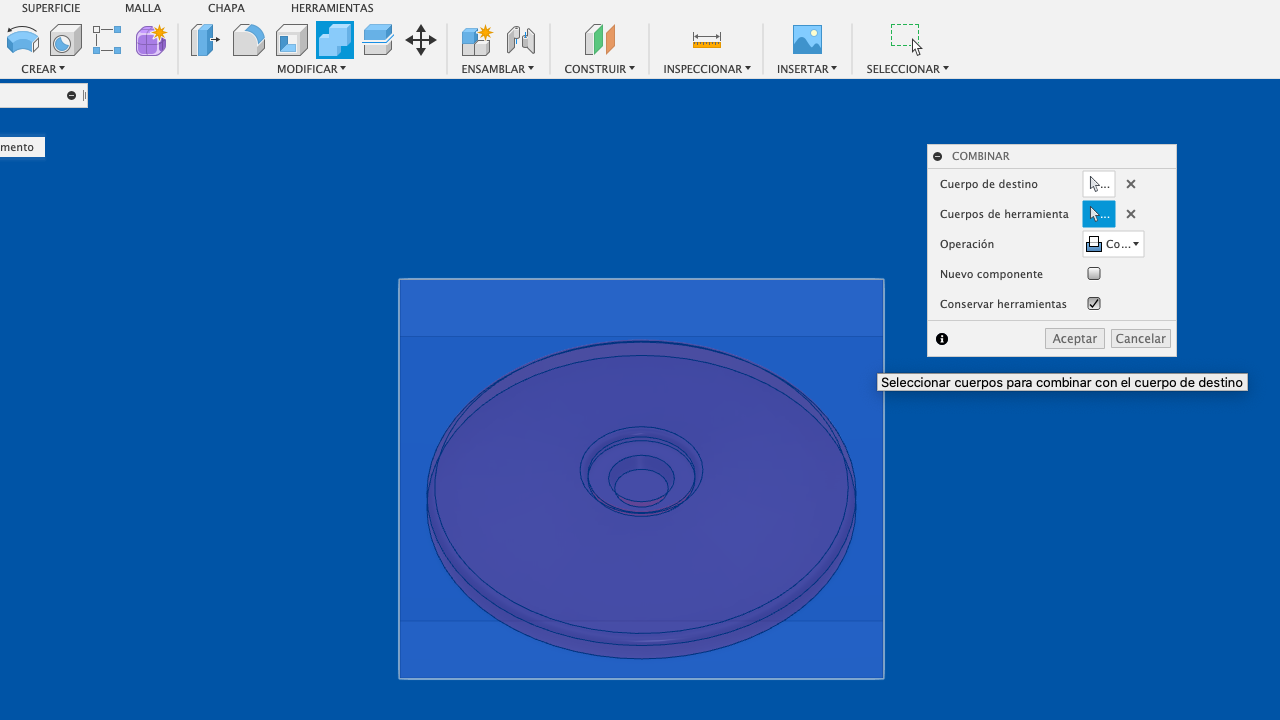 SUPERFICIE MALLA CHAPA HERRAMIENTAS
CREAR MODIFICAR ENSAMBLAR CONSTRUIR INSPECCIONAR INSERTAR SELECCIONAR
mento
COMBINAR
Cuerpo de destino ...
Cuerpos de herramienta ...
Operación Co...
Nuevo componente
Conservar herramientas
Aceptar Cancelar
Seleccionar cuerpos para combinar con el cuerpo de destino